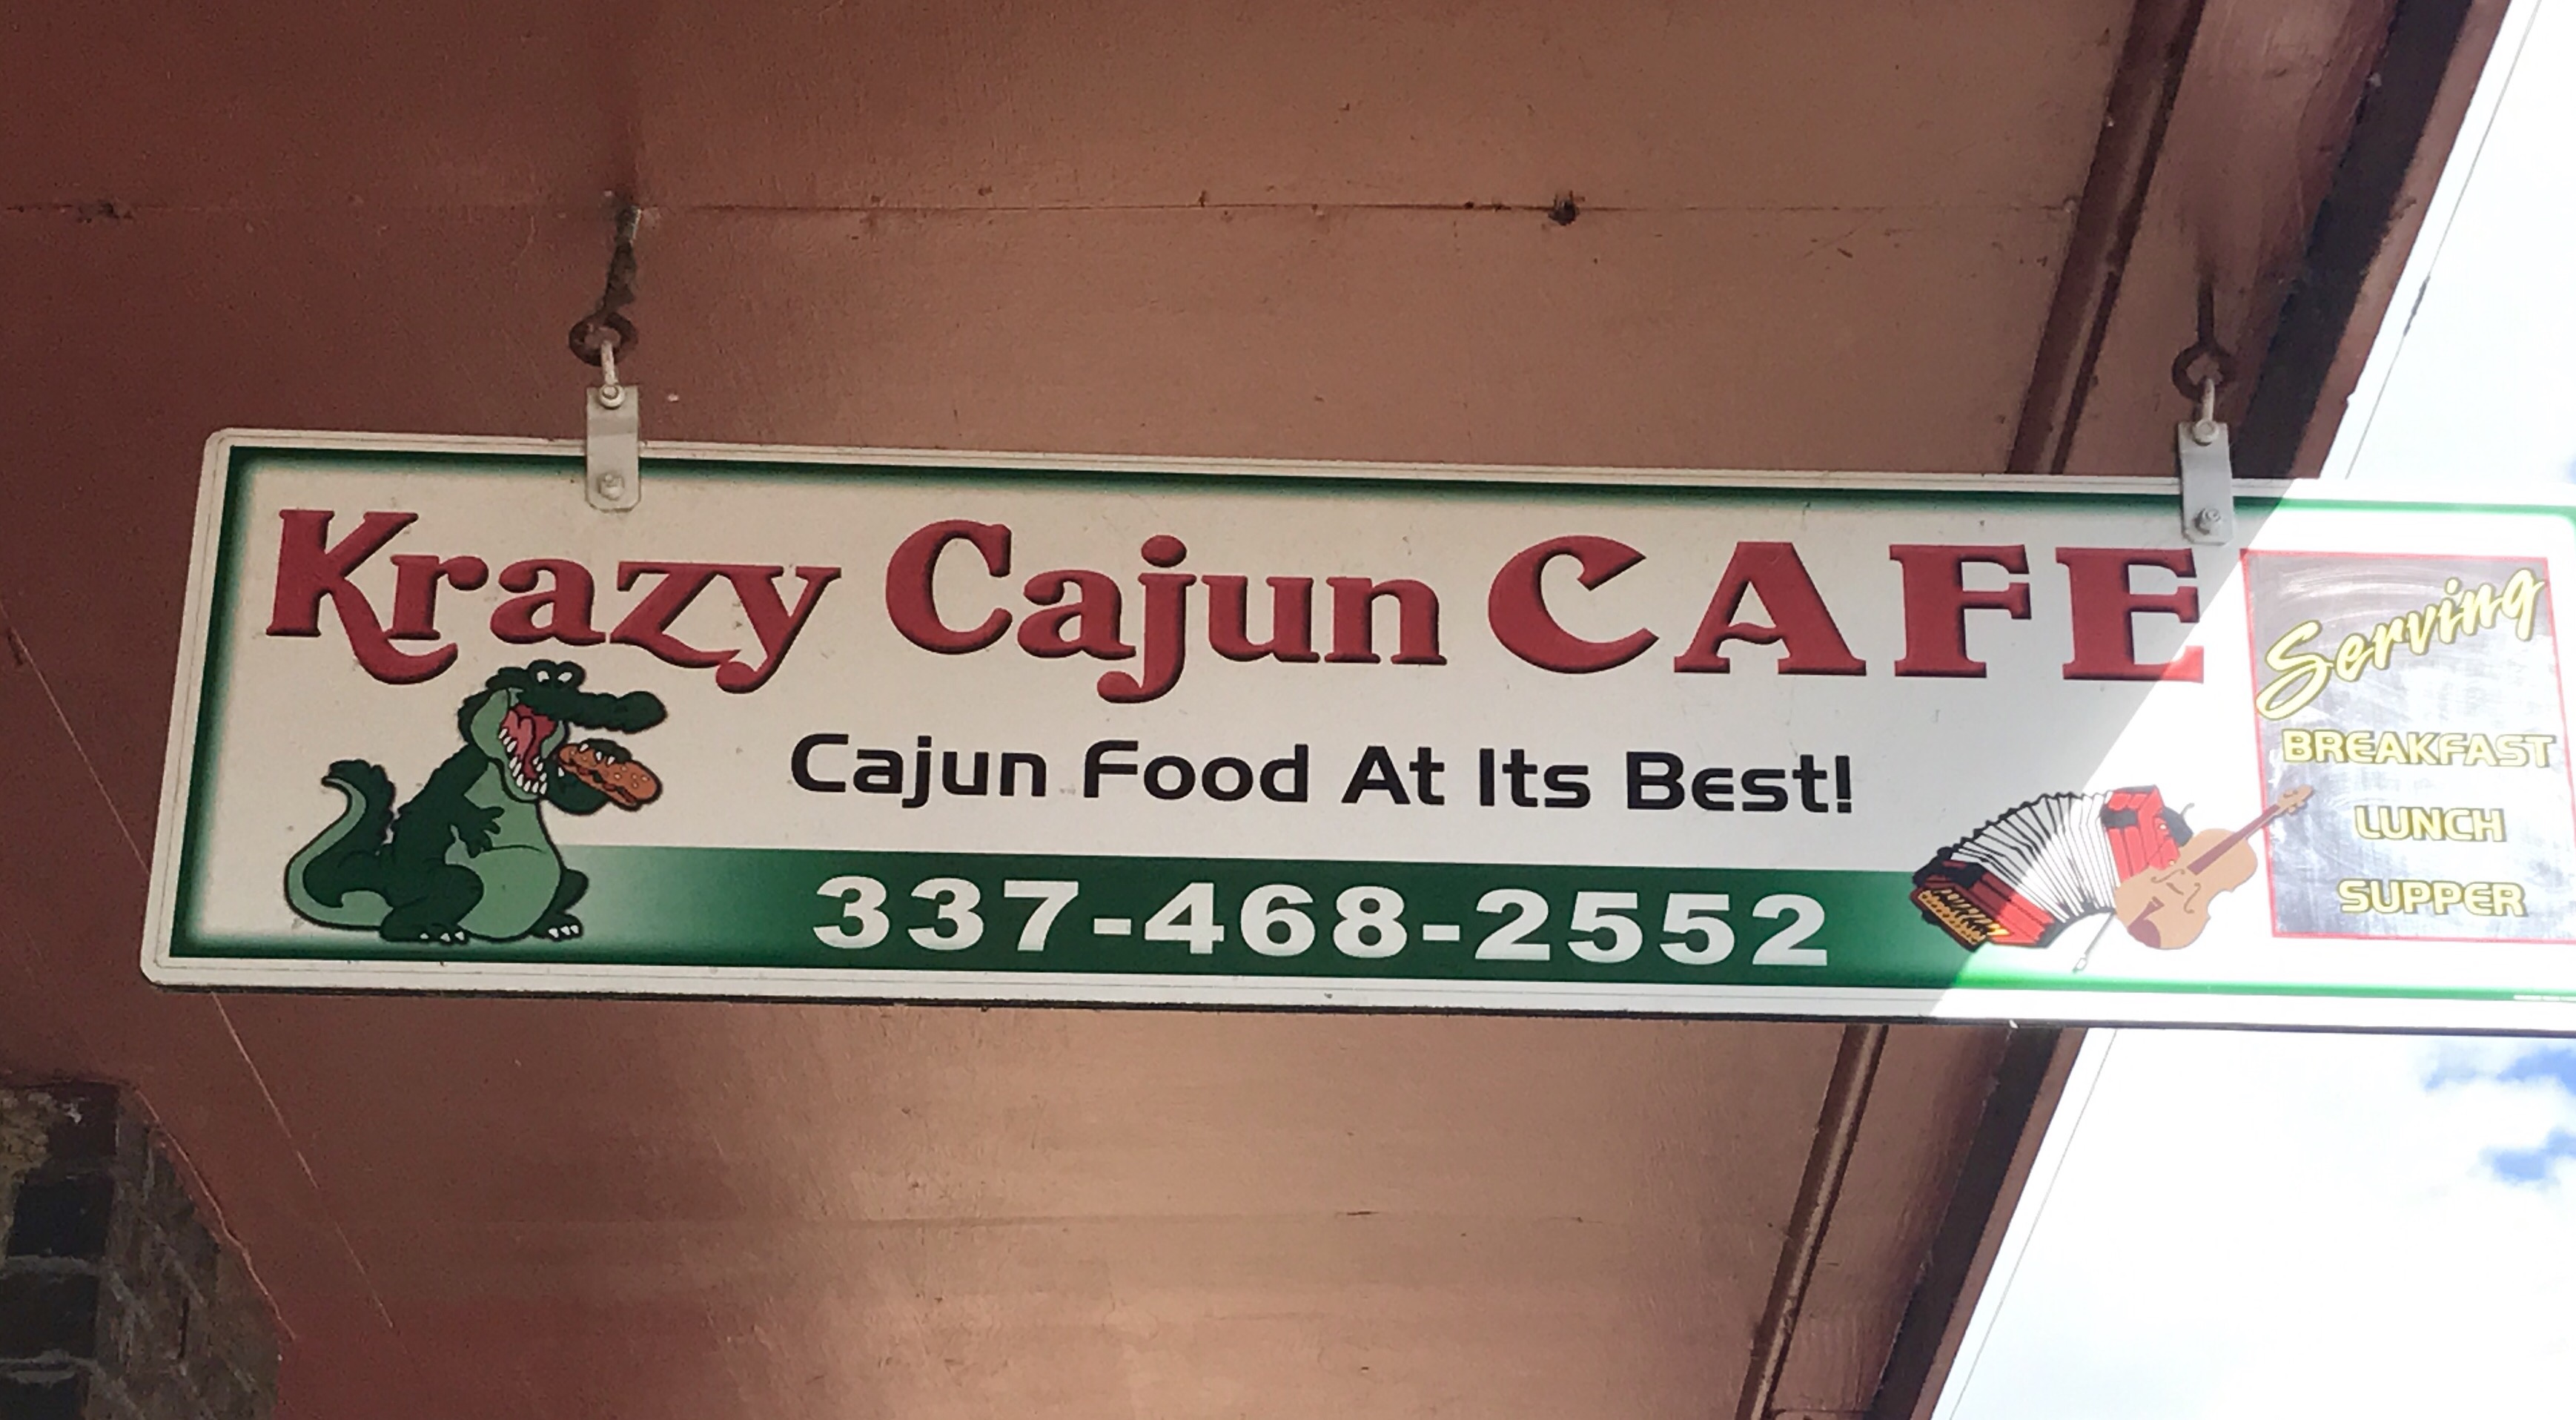 Krazy Cajun CAFE
Cajun Food At Its Best!
337-468-2552
Serving
BREAKFAST
LUNCH
SUPPER